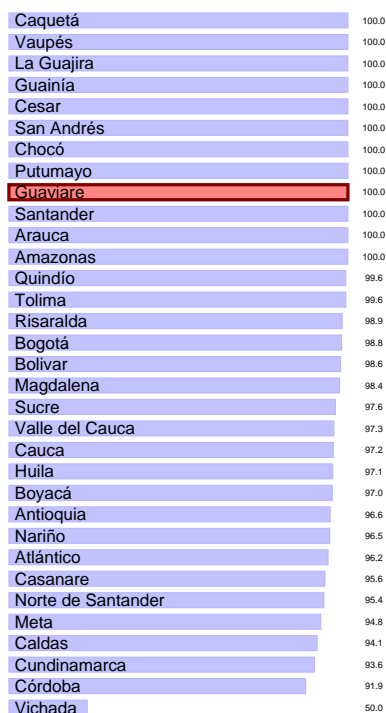 Caquetá 100.0
Vaupés 100.0
La Guajira 100.0
Guainía 100.0
Cesar 100.0
San Andrés 100.0
Chocó 100.0
Putumayo 100.0
Guaviare 100.0
Santander 100.0
Arauca 100.0
Amazonas 100.0
Quindío 99.6
Tolima 99.6
Risaralda 98.9
Bogotá 98.8
Bolivar 98.6
Magdalena 98.4
Sucre 97.6
Valle del Cauca 97.3
Cauca 97.2
Huila 97.1
Boyacá 97.0
Antioquia 96.6
Nariño 96.5
Atlántico 96.2
Casanare 95.6
Norte de Santander 95.4
Meta 94.8
Caldas 94.1
Cundinamarca 93.6
Córdoba 91.9
Vichada 50.0